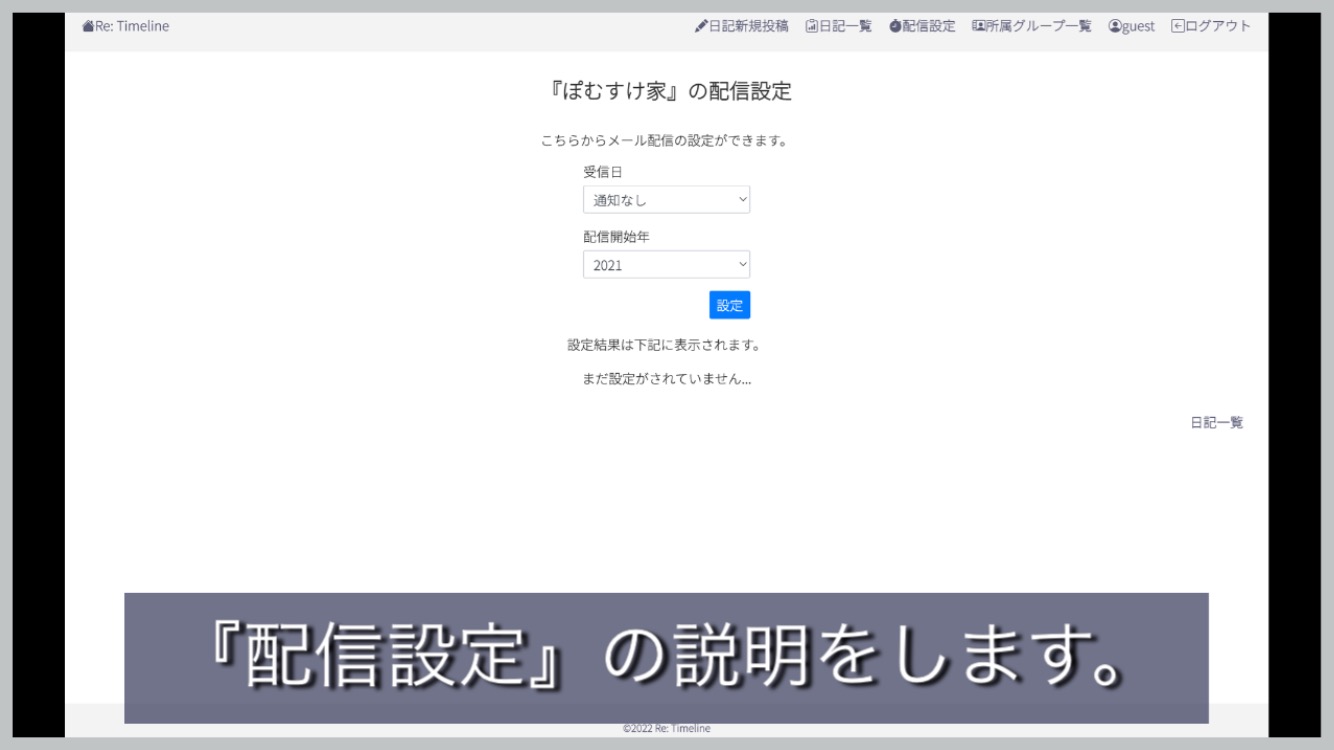 Re: Timeline 日記新規投稿 日記一覧 配信設定 所属グループ一覧 guest ログアウト
『ぽむすけ家』の配信設定
こちらからメール配信の設定ができます。
受信日
通知なし
配信開始年
2021
設定
設定結果は下記に表示されます。
まだ設定がされていません...
日記一覧
『配信設定』の説明をします。
©2022 Re: Timeline